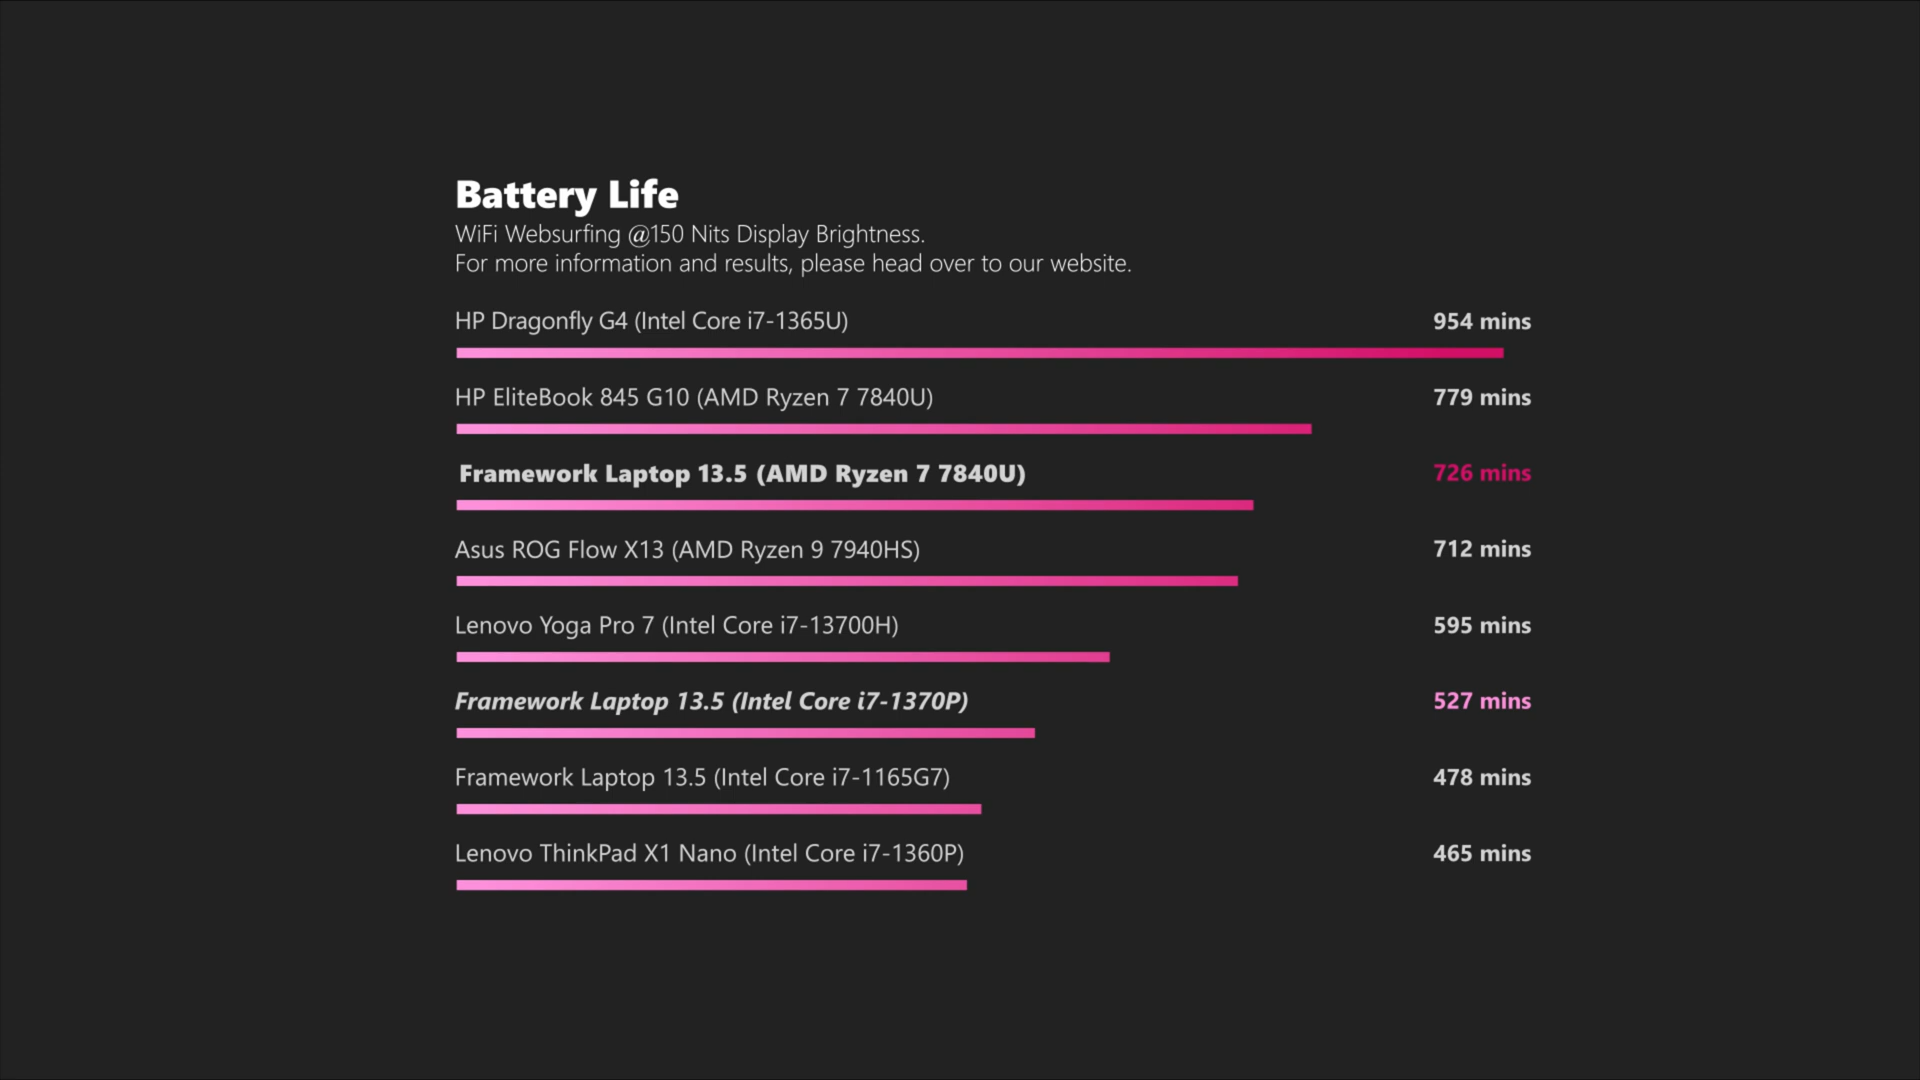 Battery Life
WiFi Websurfing @150 Nits Display Brightness.
For more information and results, please head over to our website.
HP Dragonfly G4 (Intel Core i7-1365U) 954 mins
HP EliteBook 845 G10 (AMD Ryzen 7 7840U) 779 mins
Framework Laptop 13.5 (AMD Ryzen 7 7840U) 726 mins
Asus ROG Flow X13 (AMD Ryzen 9 7940HS) 712 mins
Lenovo Yoga Pro 7 (Intel Core i7-13700H) 595 mins
Framework Laptop 13.5 (Intel Core i7-1370P) 527 mins
Framework Laptop 13.5 (Intel Core i7-1165G7) 478 mins
Lenovo ThinkPad X1 Nano (Intel Core i7-1360P) 465 mins